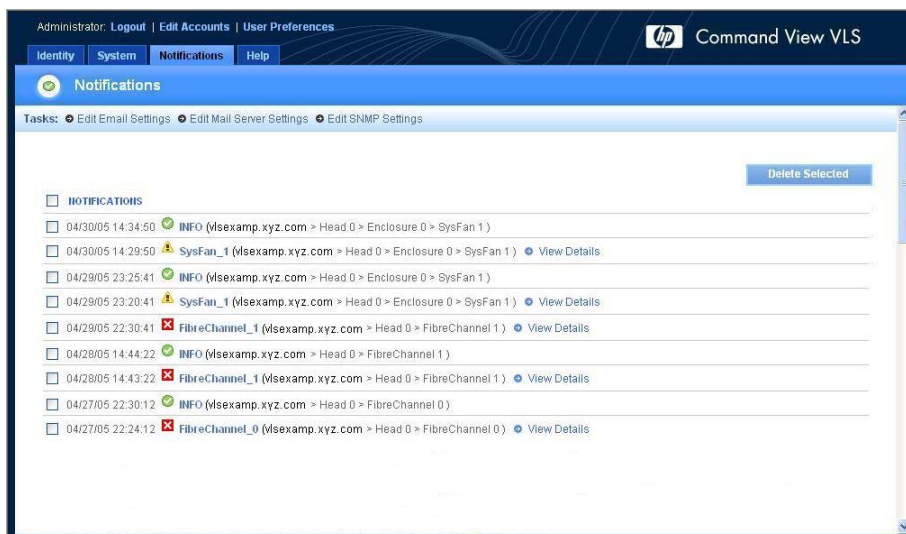 Administrator: Logout | Edit Accounts | User Preferences
hp Command View VLS
Identity System Notifications Help
Notifications
Tasks: Edit Email Settings Edit Mail Server Settings Edit SNMP Settings
Delete Selected
NOTIFICATIONS
04/30/05 14:34:50 INFO (vlsexamp.xyz.com > Head 0 > Enclosure 0 > SysFan 1 )
04/30/05 14:29:50 SysFan_1 (vlsexamp.xyz.com > Head 0 > Enclosure 0 > SysFan 1 ) View Details
04/29/05 23:25:41 INFO (vlsexamp.xyz.com > Head 0 > Enclosure 0 > SysFan 1 )
04/29/05 23:20:41 SysFan_1 (vlsexamp.xyz.com > Head 0 > Enclosure 0 > SysFan 1 ) View Details
04/29/05 22:30:41 FibreChannel_1 (vlsexamp.xyz.com > Head 0 > FibreChannel 1 ) View Details
04/28/05 14:44:22 INFO (vlsexamp.xyz.com > Head 0 > FibreChannel 1 )
04/28/05 14:43:22 FibreChannel_1 (vlsexamp.xyz.com > Head 0 > FibreChannel 1 ) View Details
04/27/05 22:30:12 INFO (vlsexamp.xyz.com > Head 0 > FibreChannel 0 )
04/27/05 22:24:12 FibreChannel_0 (vlsexamp.xyz.com > Head 0 > FibreChannel 0 ) View Details